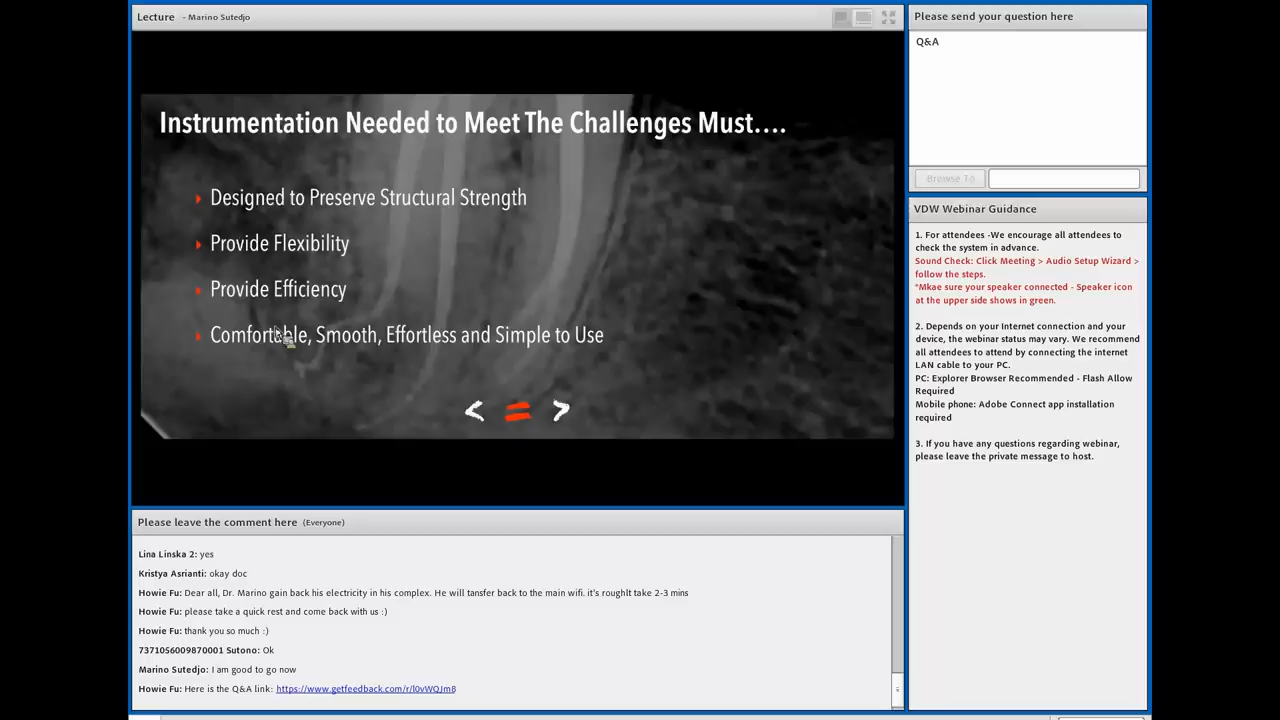 Lecture - Marino Sutedjo
Instrumentation Needed to Meet The Challenges Must....
Designed to Preserve Structural Strength
Provide Flexibility
Provide Efficiency
Comfortable, Smooth, Effortless and Simple to Use
< = >
Please leave the comment here (Everyone)
Lina Linska 2: yes
Kristya Asrianti: okay doc
Howie Fu: Dear all, Dr. Marino gain back his electricity in his complex. He will tansfer back to the main wifi. it's roughlt take 2-3 mins
Howie Fu: please take a quick rest and come back with us :)
Howie Fu: thank you so much :)
7371056009870001 Sutono: Ok
Marino Sutedjo: I am good to go now
Howie Fu: Here is the Q&A link: https://www.getfeedback.com/r/l0vWQJm8
Please send your question here
Q&A
Browse To
VDW Webinar Guidance
1. For attendees -We encourage all attendees to
check the system in advance.
Sound Check: Click Meeting > Audio Setup Wizard >
follow the steps.
*Mkae sure your speaker connected - Speaker icon
at the upper side shows in green.
2. Depends on your Internet connection and your
device, the webinar status may vary. We recommend
all attendees to attend by connecting the internet
LAN cable to your PC.
PC: Explorer Browser Recommended - Flash Allow
Required
Mobile phone: Adobe Connect app installation
required
3. If you have any questions regarding webinar,
please leave the private message to host.